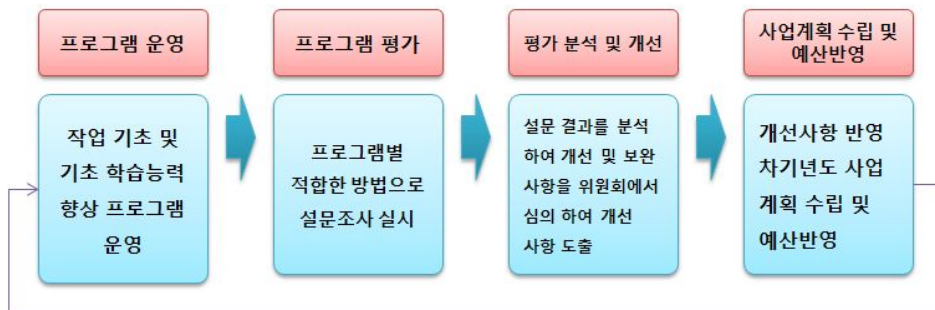 프로그램 운영
작업 기초 및
기초 학습능력
향상 프로그램
운영
프로그램 평가
프로그램별
적합한 방법으로
설문조사 실시
평가 분석 및 개선
설문 결과를 분석
하여 개선 및 보완
사항을 위원회에서
심의 하여 개선
사항 도출
사업계획 수립 및
예산반영
개선사항 반영
차기년도 사업
계획 수립 및
예산반영